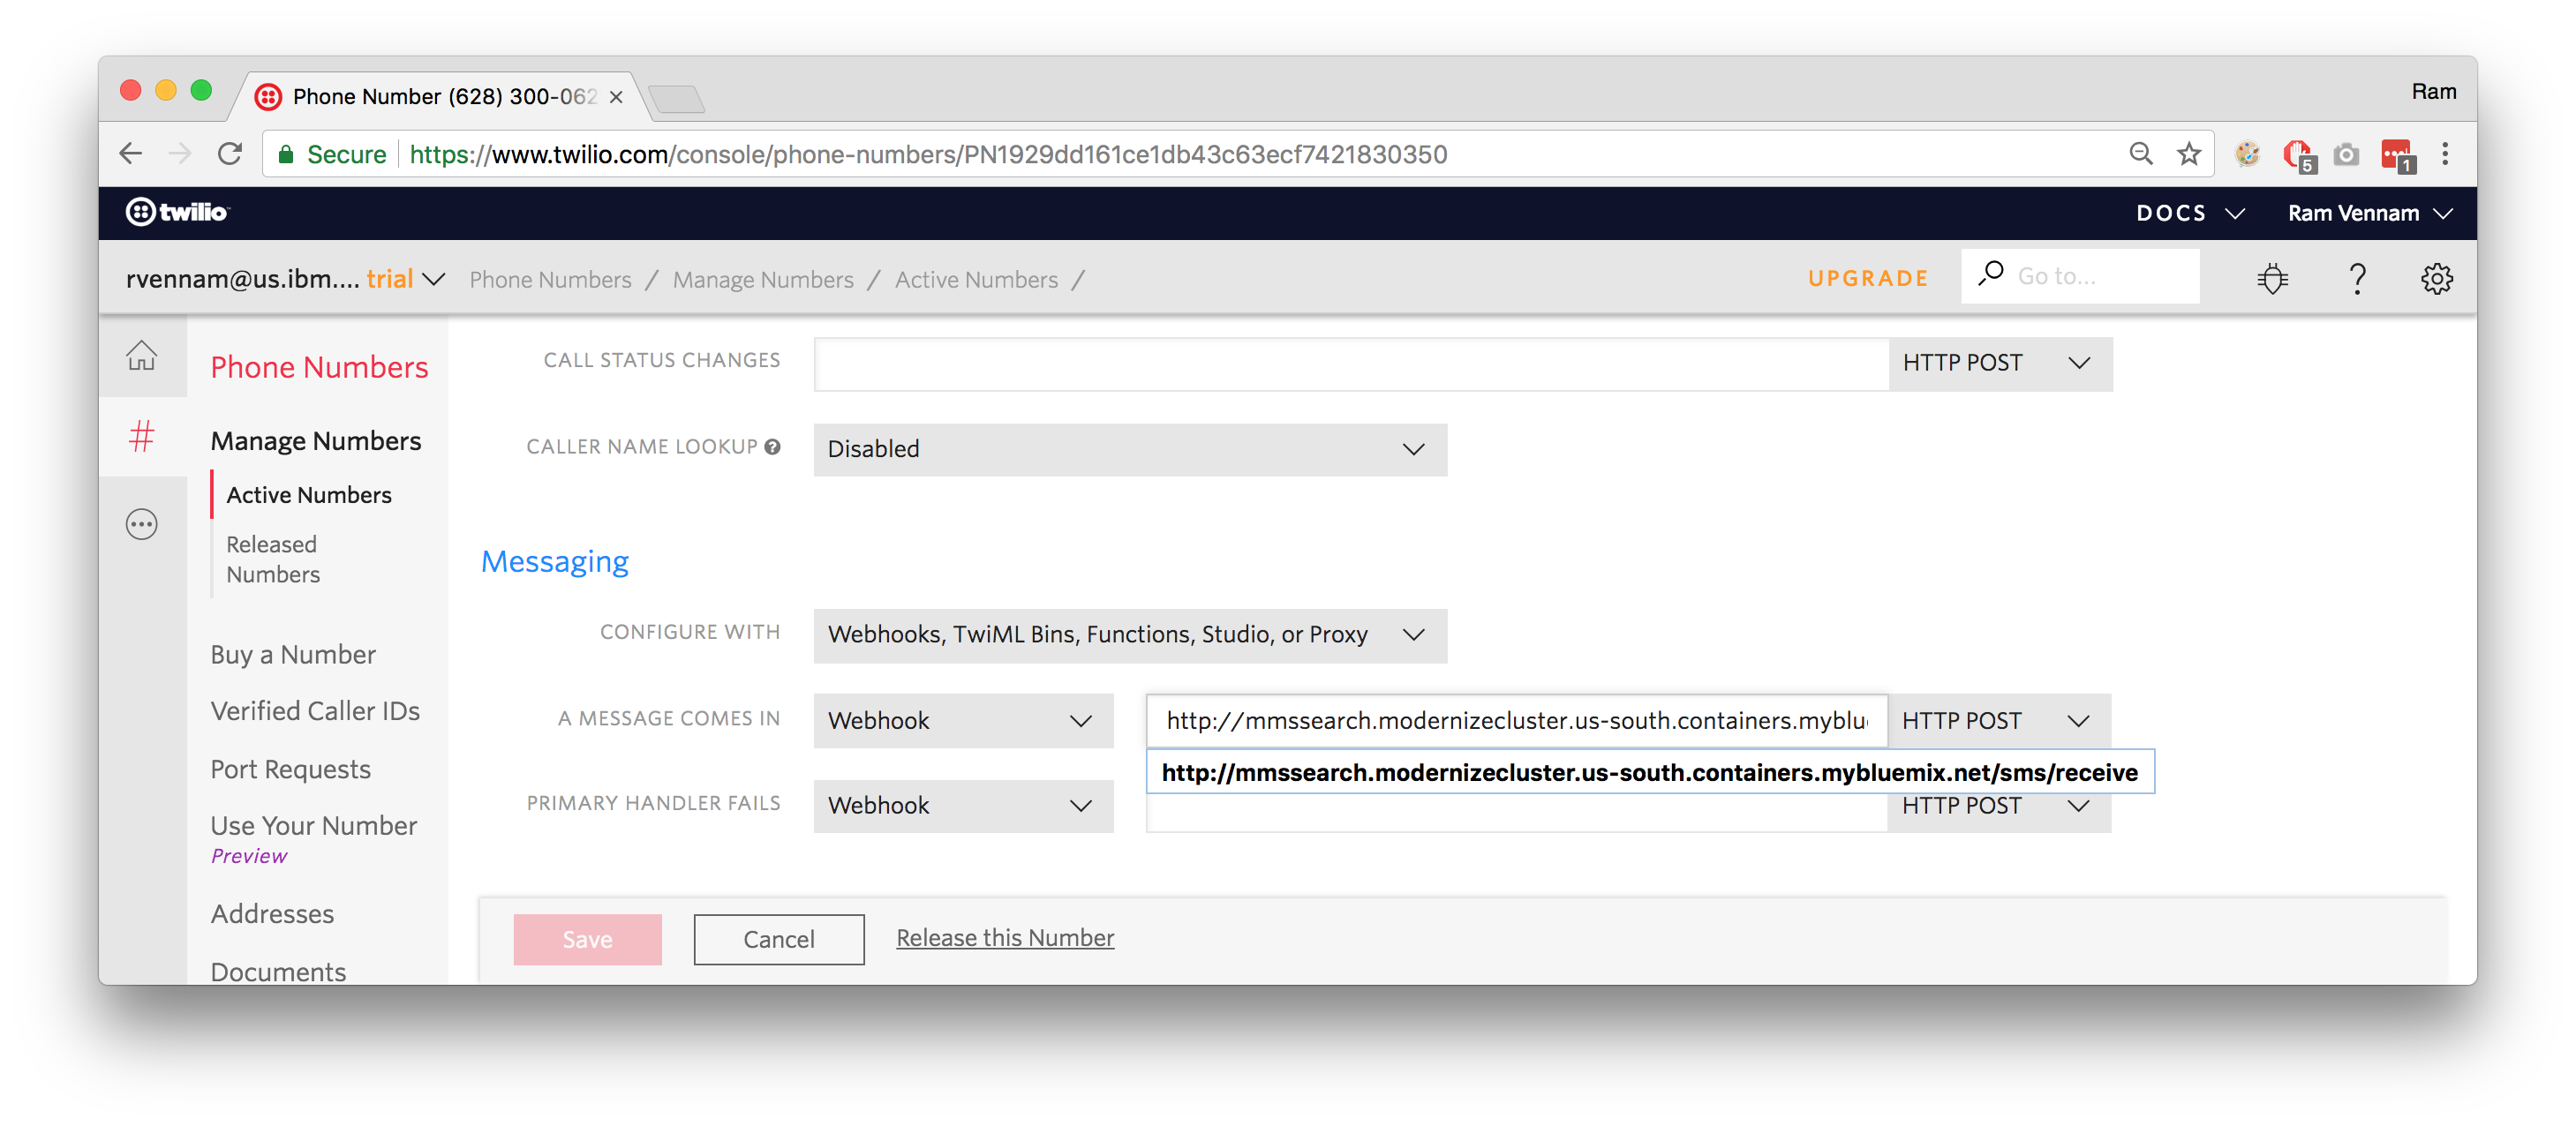 Phone Number (628) 300-062
Ram
Secure https://www.twilio.com/console/phone-numbers/PN1929dd161ce1db43c63ecf7421830350
5
1
twilio
DOCS
Ram Vennam
rvennam@us.ibm.... trial
Phone Numbers / Manage Numbers / Active Numbers /
UPGRADE
Go to...
?
Phone Numbers
#
Manage Numbers
Active Numbers
Released
Numbers
Buy a Number
Verified Caller IDs
Port Requests
Use Your Number
Preview
Addresses
Documents
CALL STATUS CHANGES
HTTP POST
CALLER NAME LOOKUP ?
Disabled
Messaging
CONFIGURE WITH
Webhooks, TwiML Bins, Functions, Studio, or Proxy
A MESSAGE COMES IN
Webhook
http://mmssearch.modernizecluster.us-south.containers.myblu
HTTP POST
http://mmssearch.modernizecluster.us-south.containers.mybluemix.net/sms/receive
PRIMARY HANDLER FAILS
Webhook
HTTP POST
Save
Cancel
Release this Number